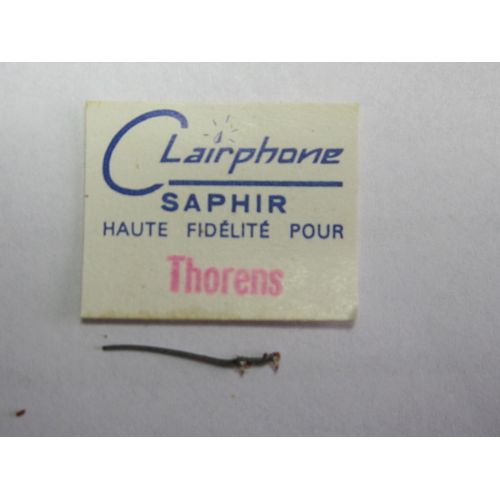 Clairphone
SAPHIR
HAUTE FIDÉLITÉ POUR
Thorens